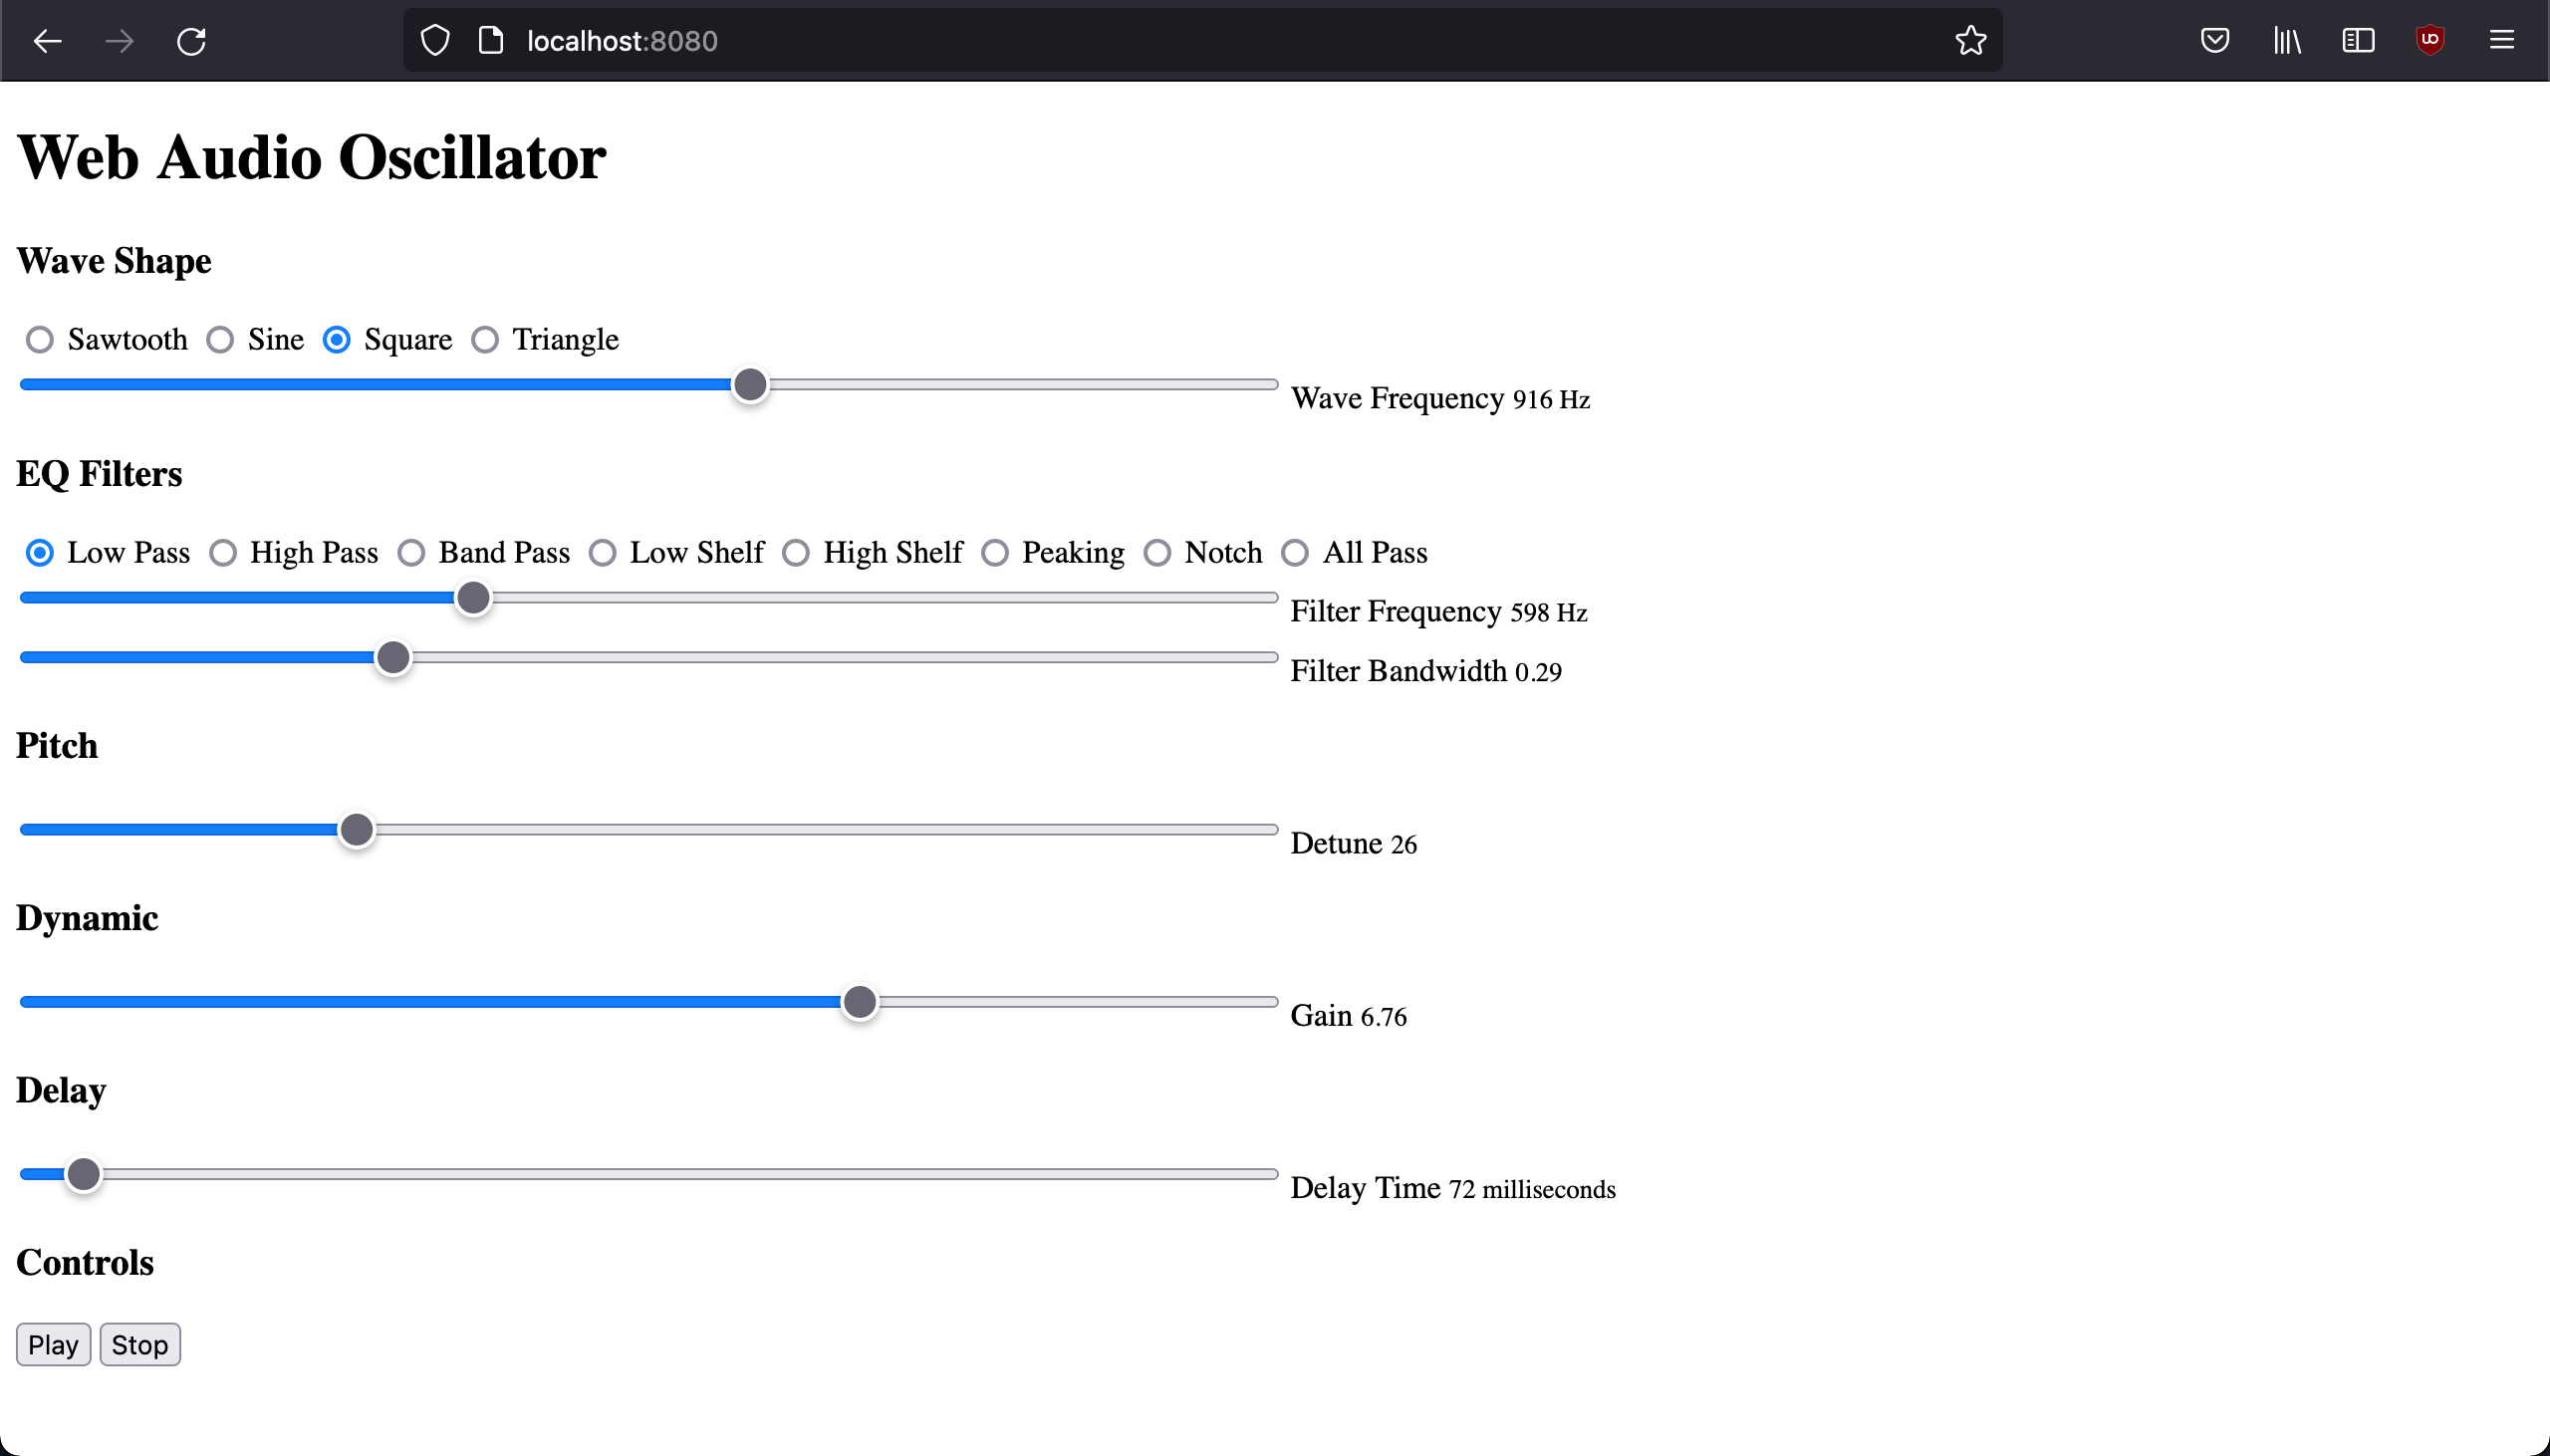 localhost:8080
Web Audio Oscillator
Wave Shape
Sawtooth Sine Square Triangle
Wave Frequency 916 Hz
EQ Filters
Low Pass High Pass Band Pass Low Shelf High Shelf Peaking Notch All Pass
Filter Frequency 598 Hz
Filter Bandwidth 0.29
Pitch
Detune 26
Dynamic
Gain 6.76
Delay
Delay Time 72 milliseconds
Controls
Play Stop